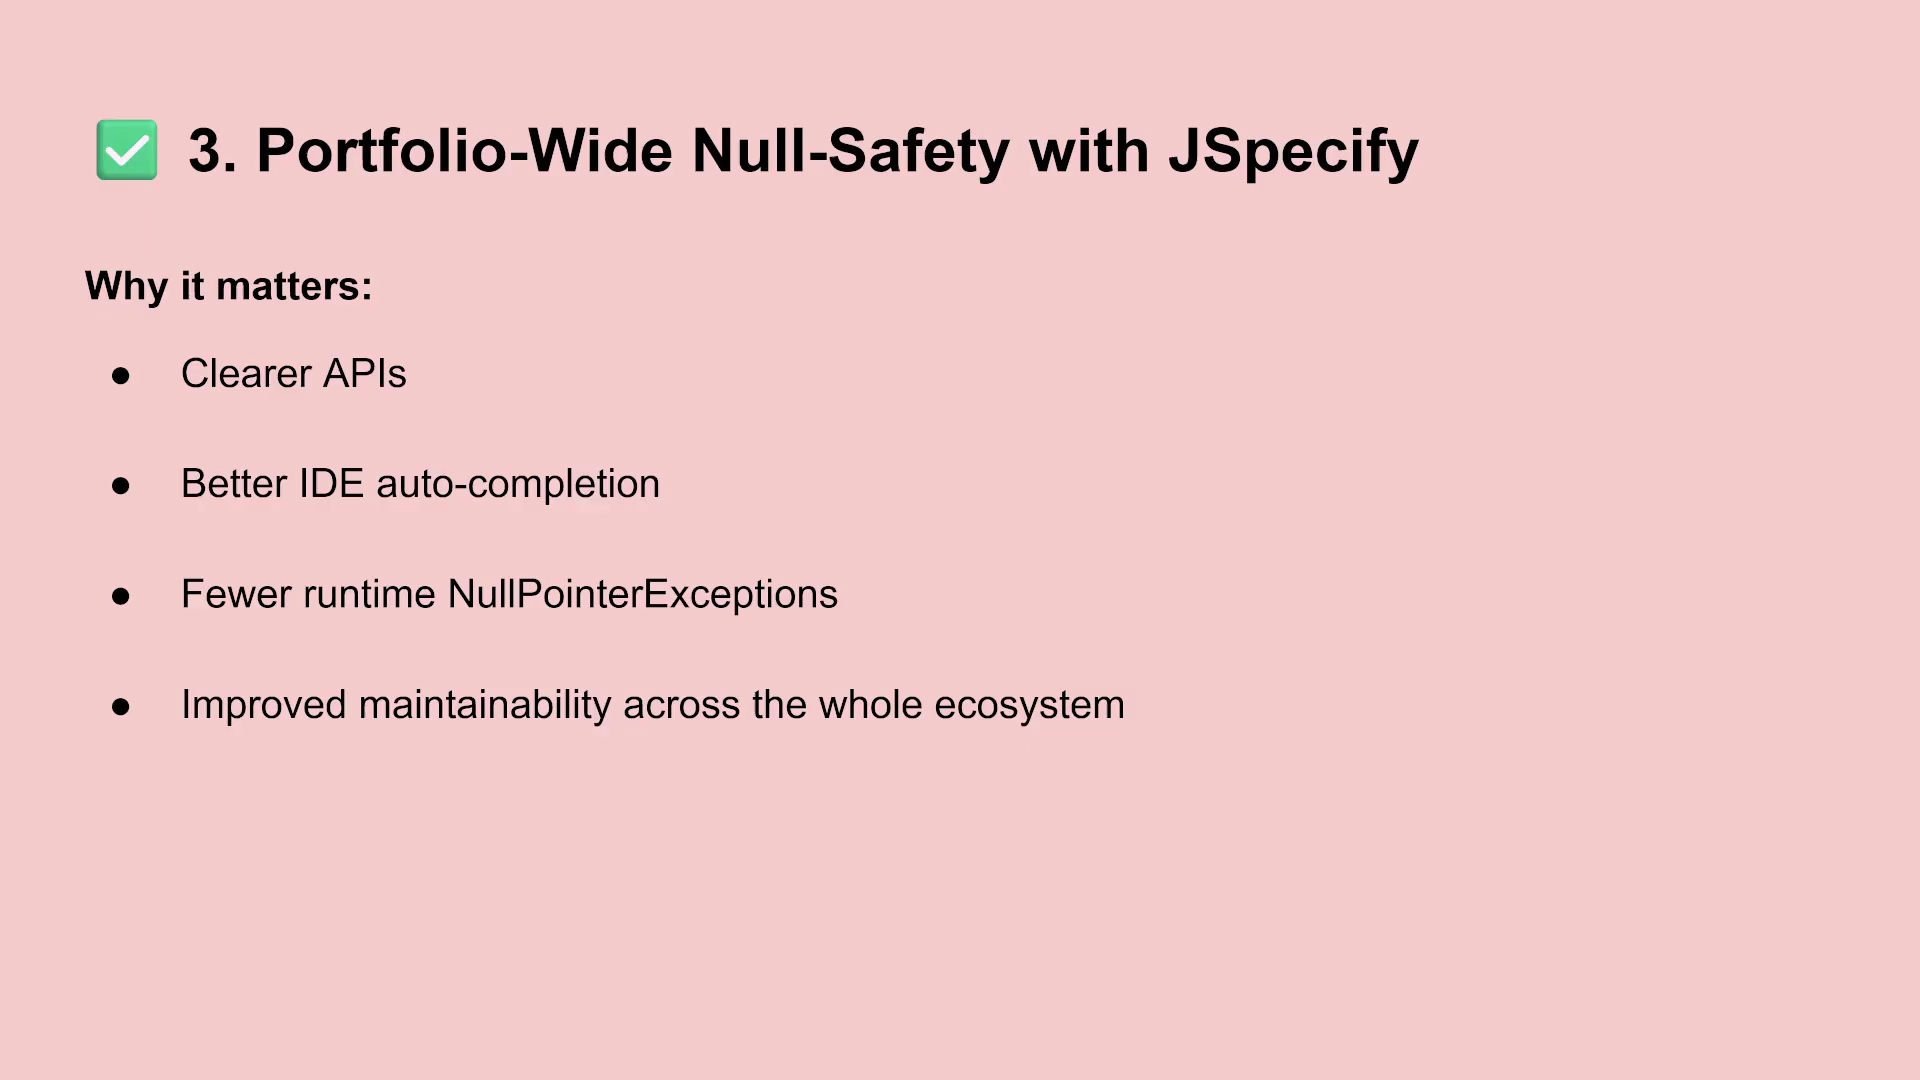 ✅ 3. Portfolio-Wide Null-Safety with JSpecify
Why it matters:
● Clearer APIs
● Better IDE auto-completion
● Fewer runtime NullPointerExceptions
● Improved maintainability across the whole ecosystem